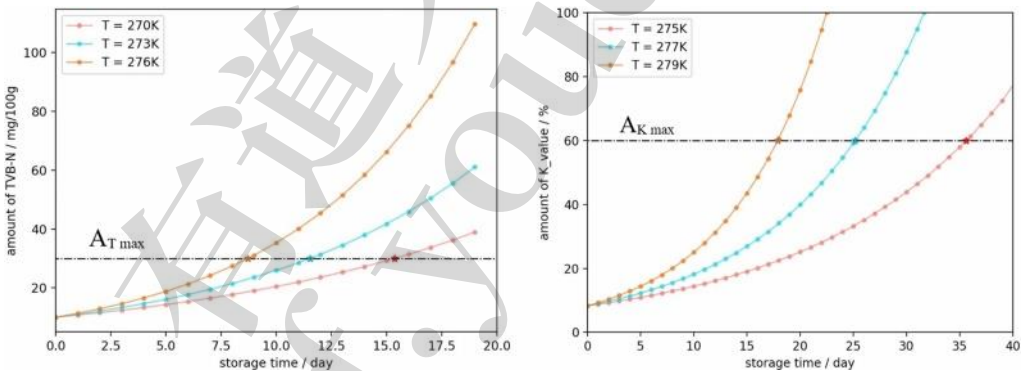 T = 270K
T = 273K
T = 276K
A_T max
amount of TVB-N / mg/100g
20
40
60
80
100
0.0 2.5 5.0 7.5 10.0 12.5 15.0 17.5 20.0
storage time / day
T = 275K
T = 277K
T = 279K
A_K max
amount of K_value / %
0
20
40
60
80
100
0 5 10 15 20 25 30 35 40
storage time / day
有道
youd